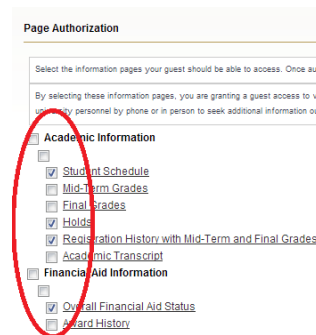 Page Authorization
Select the information pages your guest should be able to access. Once au
By selecting these information pages, you are granting a guest access to v
university personnel by phone or in person to seek additional information ou
Academic Information
Student Schedule
Mid-Term Grades
Final Grades
Holds
Registration History with Mid-Term and Final Grades
Academic Transcript
Financial Aid Information
Overall Financial Aid Status
Award History